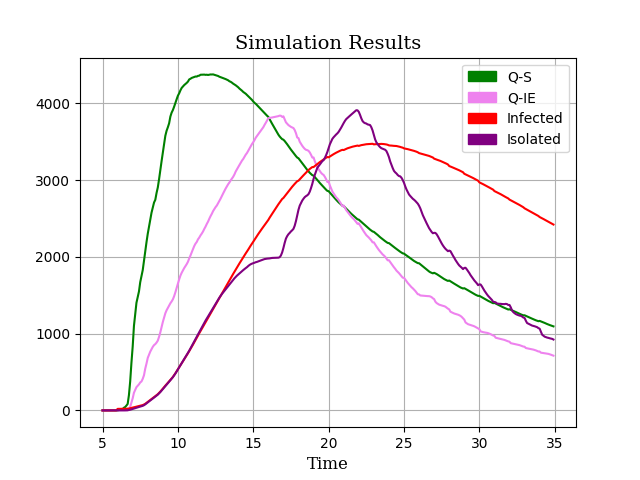 Simulation Results
Q-S
Q-IE
Infected
Isolated
4000
3000
2000
1000
0
5 10 15 20 25 30 35
Time